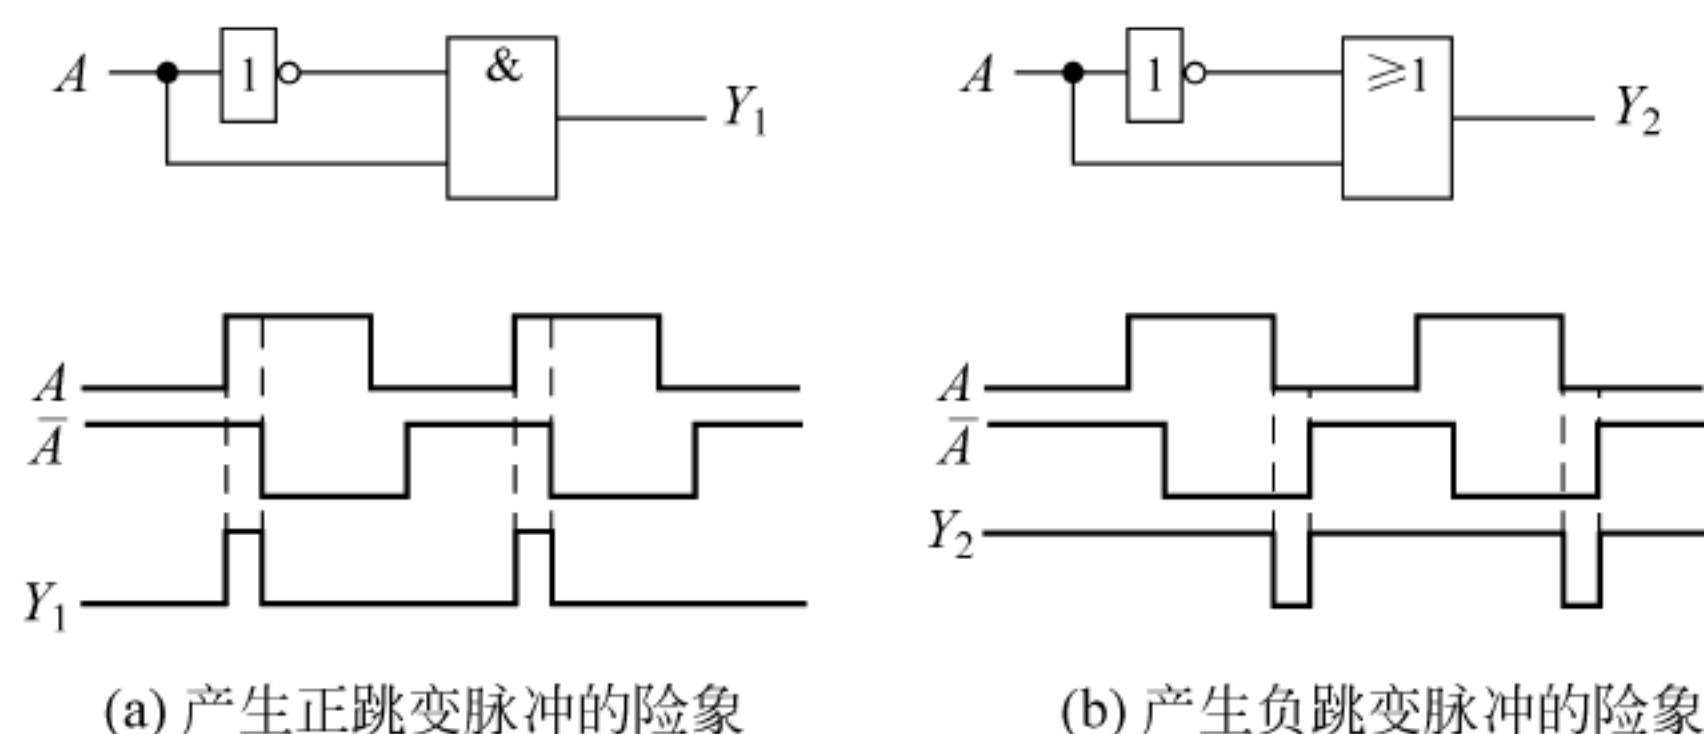 A 1 & Y₁
A 1 ≥1 Y₂
A
A̅
Y₁
A
A̅
Y₂
(a) 产生正跳变脉冲的险象
(b) 产生负跳变脉冲的险象